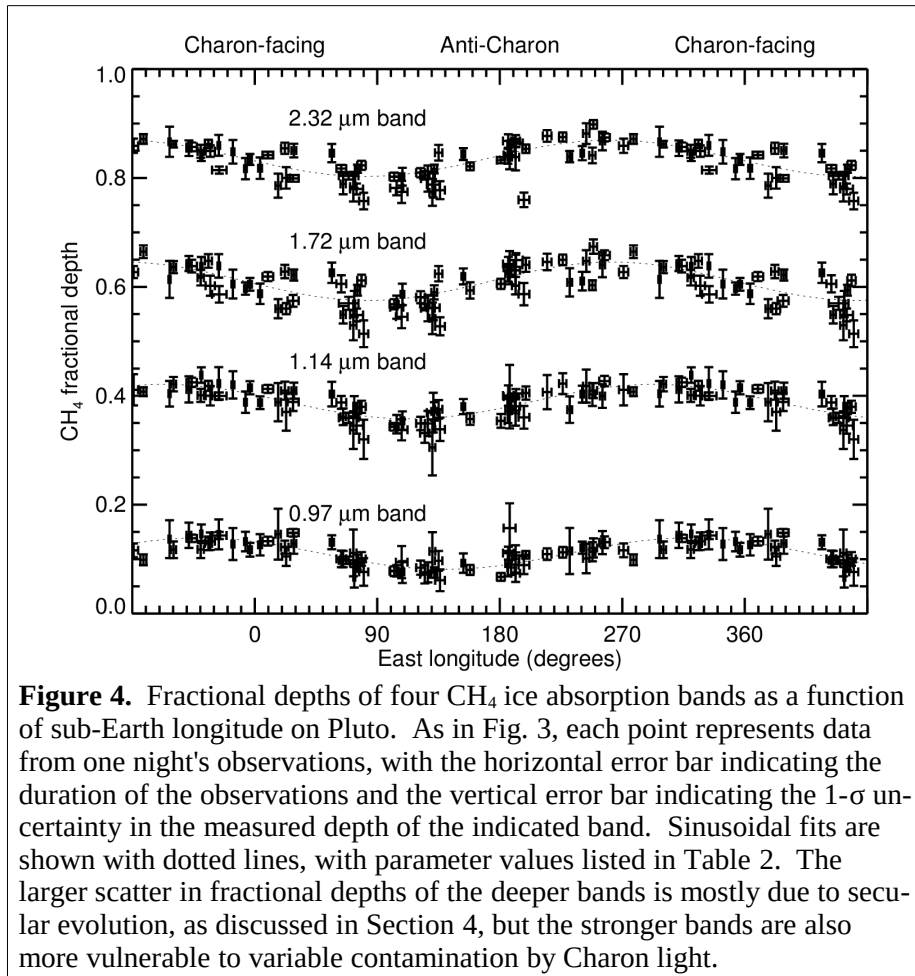 Charon-facing Anti-Charon Charon-facing
1.0
2.32 μm band
0.8
1.72 μm band
0.6
CH₄ fractional depth
1.14 μm band
0.4
0.2
0.97 μm band
0.0
0 90 180 270 360
East longitude (degrees)
Figure 4. Fractional depths of four CH₄ ice absorption bands as a function
of sub-Earth longitude on Pluto. As in Fig. 3, each point represents data
from one night's observations, with the horizontal error bar indicating the
duration of the observations and the vertical error bar indicating the 1-σ un-
certainty in the measured depth of the indicated band. Sinusoidal fits are
shown with dotted lines, with parameter values listed in Table 2. The
larger scatter in fractional depths of the deeper bands is mostly due to secu-
lar evolution, as discussed in Section 4, but the stronger bands are also
more vulnerable to variable contamination by Charon light.